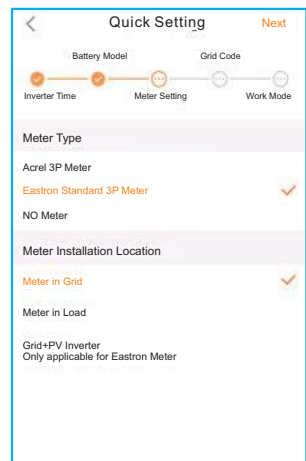 Quick Setting
Next
Battery Model
Grid Code
Inverter Time
Meter Setting
Work Mode
Meter Type
Acrel 3P Meter
Eastron Standard 3P Meter
NO Meter
Meter Installation Location
Meter in Grid
Meter in Load
Grid+PV Inverter
Only applicable for Eastron Meter